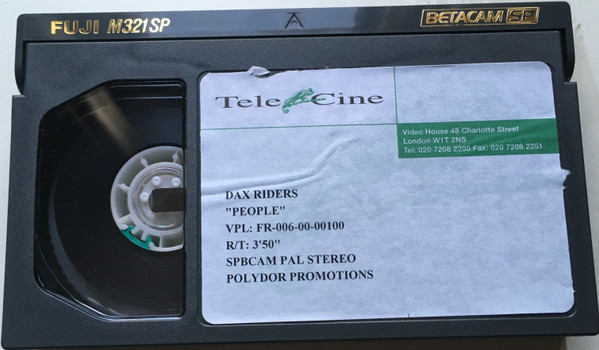 FUJI M321SP
BETACAM SP
Tele Cine
Video House 48 Charlotte Street
London W1T 2NS
Tel: 020 7208 2200 Fax: 020 7208 2251
DAX RIDERS
"PEOPLE"
VPL: FR-006-00-00100
R/T: 3'50"
SPBCAM PAL STEREO
POLYDOR PROMOTIONS